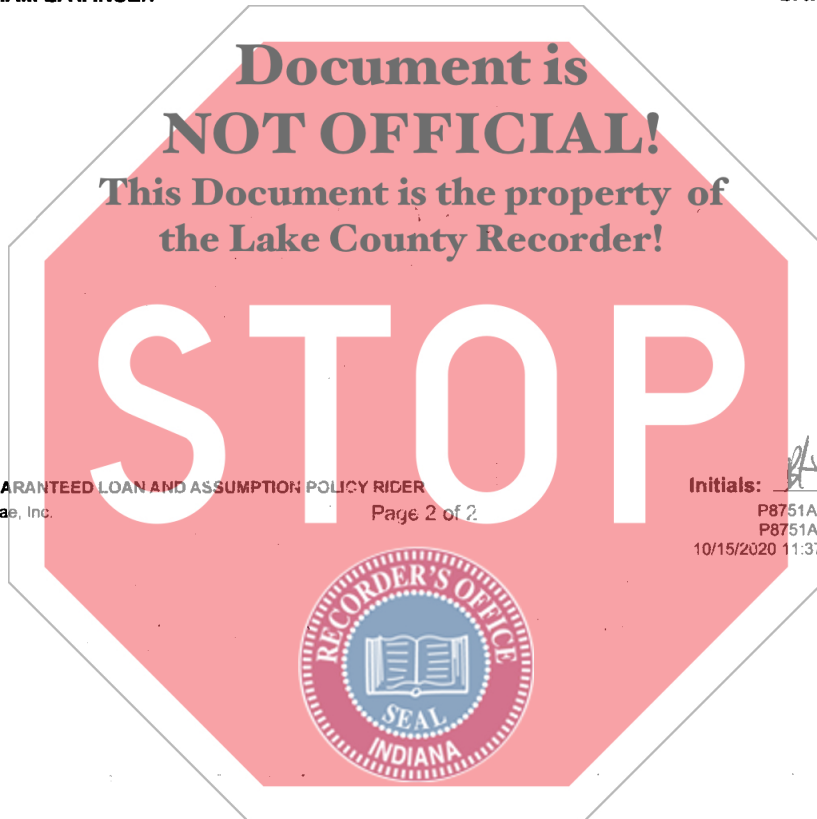 Document is
NOT OFFICIAL!
This Document is the property of
the Lake County Recorder!
STOP
ARANTEED LOAN AND ASSUMPTION POLICY RIDER
Initials:
ae, Inc.
Page 2 of 2
P8751A
P8751A
10/15/2020 11:37
RECORDER'S OFFICE
SEAL
INDIANA